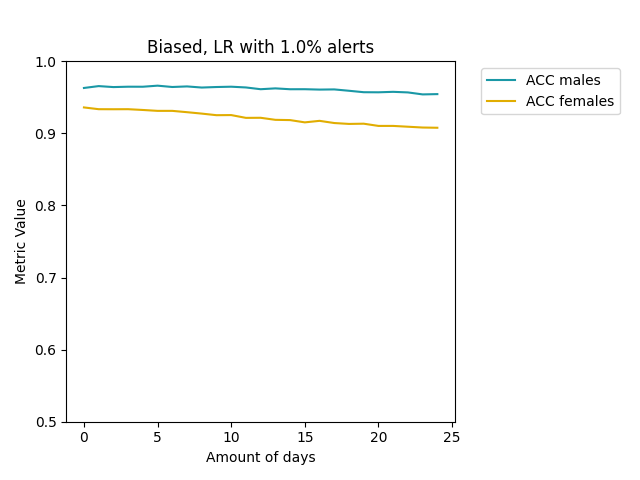 Biased, LR with 1.0% alerts
ACC males
ACC females
Metric Value
1.0
0.9
0.8
0.7
0.6
0.5
0 5 10 15 20 25
Amount of days